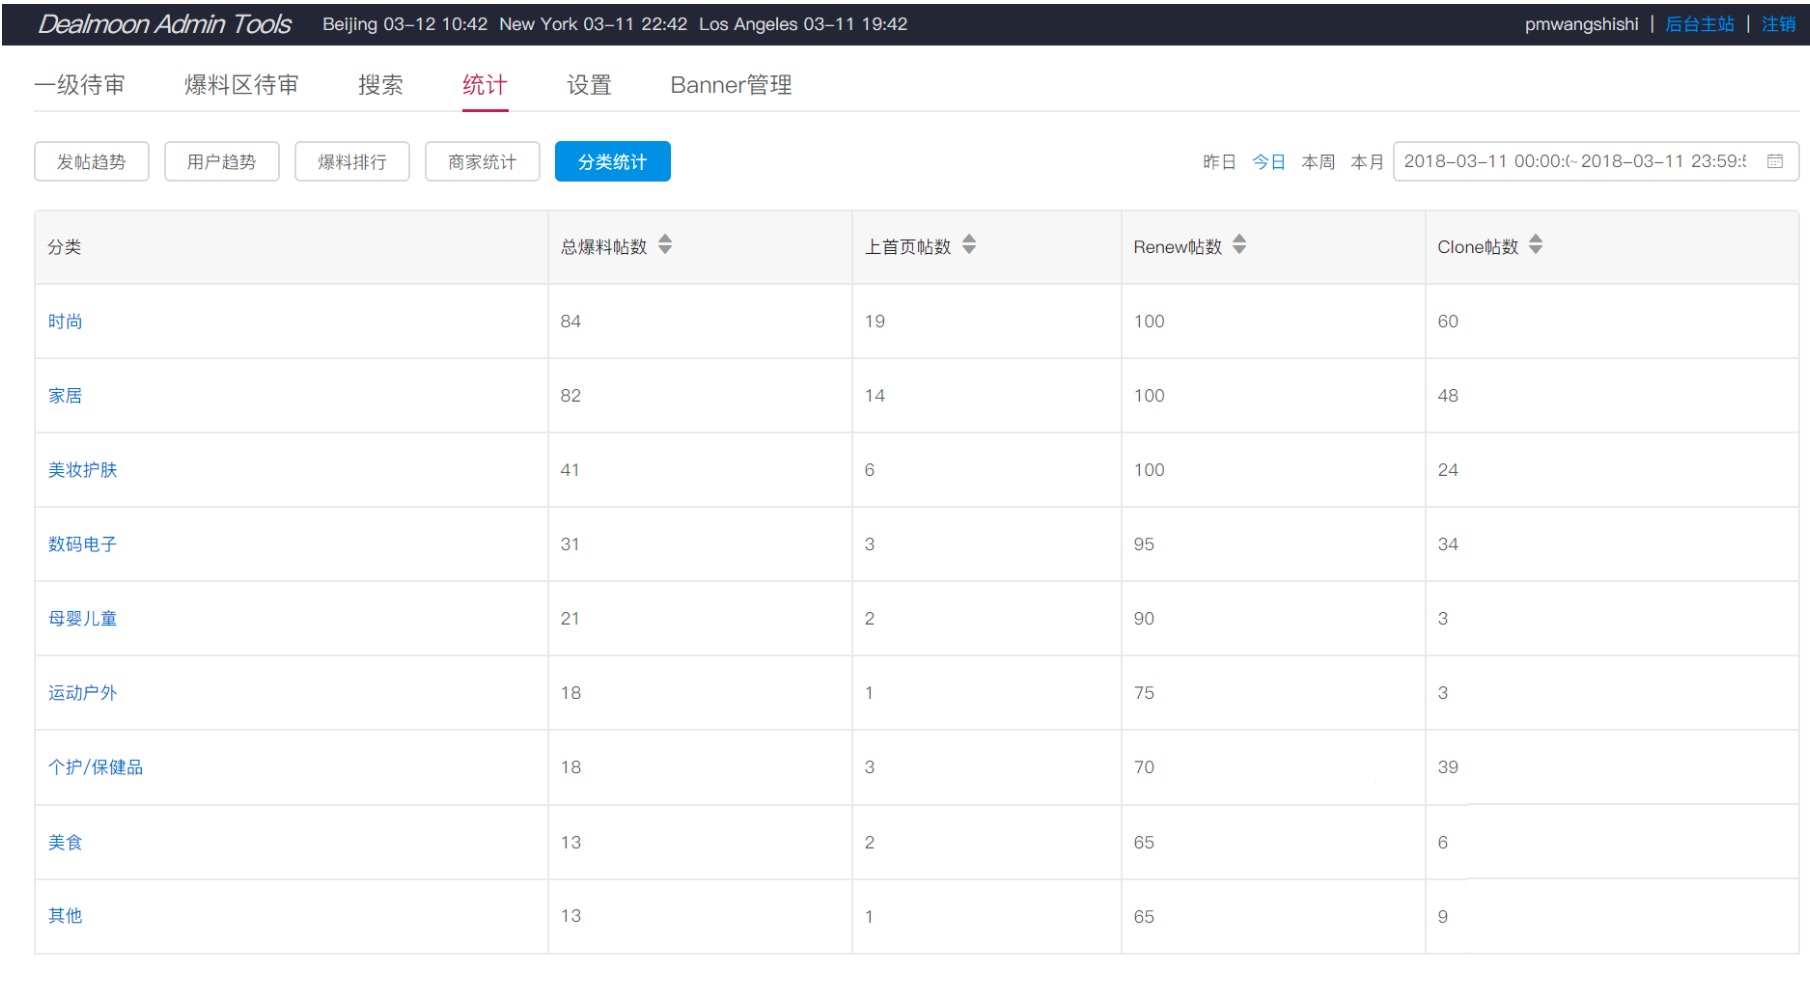 Dealmoon Admin Tools Beijing 03-12 10:42 New York 03-11 22:42 Los Angeles 03-11 19:42 pmwangshishi | 后台主站 | 注销
一级待审 爆料区待审 搜索 统计 设置 Banner管理
发帖趋势 用户趋势 爆料排行 商家统计 分类统计 昨日 今日 本周 本月 2018-03-11 00:00:0 ~ 2018-03-11 23:59:5
分类 总爆料帖数 上首页帖数 Renew帖数 Clone帖数
时尚 84 19 100 60
家居 82 14 100 48
美妆护肤 41 6 100 24
数码电子 31 3 95 34
母婴儿童 21 2 90 3
运动户外 18 1 75 3
个护/保健品 18 3 70 39
美食 13 2 65 6
其他 13 1 65 9